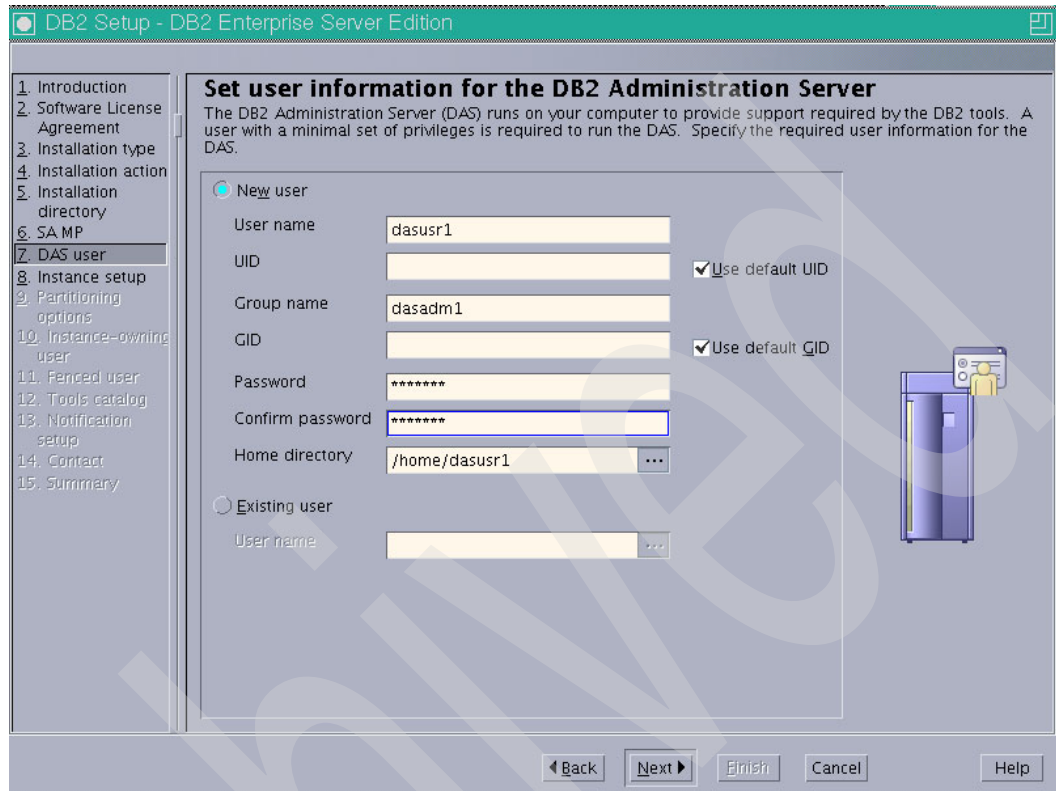 DB2 Setup - DB2 Enterprise Server Edition
1. Introduction
2. Software License
Agreement
3. Installation type
4. Installation action
5. Installation
directory
6. SA MP
7. DAS user
8. Instance setup
9. Partitioning
options
10. Instance-owning
user
11. Fenced user
12. Tools catalog
13. Notification
setup
14. Contact
15. Summary
Set user information for the DB2 Administration Server
The DB2 Administration Server (DAS) runs on your computer to provide support required by the DB2 tools. A
user with a minimal set of privileges is required to run the DAS. Specify the required user information for the
DAS.
New user
User name dasusr1
UID Use default UID
Group name dasadm1
GID Use default GID
Password *******
Confirm password *******
Home directory /home/dasusr1 ...
Existing user
User name ...
Back Next Finish Cancel Help
hived